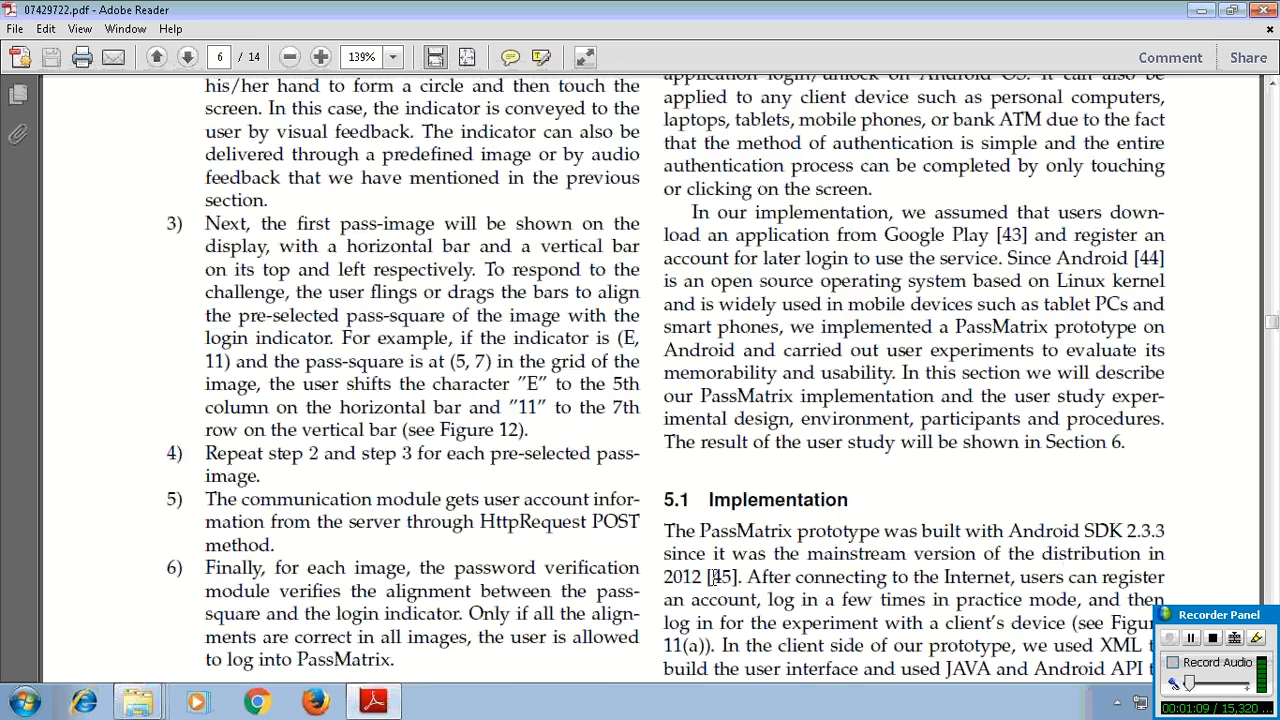 07429722.pdf - Adobe Reader
File Edit View Window Help
6 / 14 139% Comment Share
his/her hand to form a circle and then touch the
screen. In this case, the indicator is conveyed to the
user by visual feedback. The indicator can also be
delivered through a predefined image or by audio
feedback that we have mentioned in the previous
section.
3) Next, the first pass-image will be shown on the
display, with a horizontal bar and a vertical bar
on its top and left respectively. To respond to the
challenge, the user flings or drags the bars to align
the pre-selected pass-square of the image with the
login indicator. For example, if the indicator is (E,
11) and the pass-square is at (5, 7) in the grid of the
image, the user shifts the character ”E” to the 5th
column on the horizontal bar and ”11” to the 7th
row on the vertical bar (see Figure 12).
4) Repeat step 2 and step 3 for each pre-selected pass-
image.
5) The communication module gets user account infor-
mation from the server through HttpRequest POST
method.
6) Finally, for each image, the password verification
module verifies the alignment between the pass-
square and the login indicator. Only if all the align-
ments are correct in all images, the user is allowed
to log into PassMatrix.
application login/unlock on Android OS. It can also be
applied to any client device such as personal computers,
laptops, tablets, mobile phones, or bank ATM due to the fact
that the method of authentication is simple and the entire
authentication process can be completed by only touching
or clicking on the screen.
In our implementation, we assumed that users down-
load an application from Google Play [43] and register an
account for later login to use the service. Since Android [44]
is an open source operating system based on Linux kernel
and is widely used in mobile devices such as tablet PCs and
smart phones, we implemented a PassMatrix prototype on
Android and carried out user experiments to evaluate its
memorability and usability. In this section we will describe
our PassMatrix implementation and the user study exper-
imental design, environment, participants and procedures.
The result of the user study will be shown in Section 6.
5.1 Implementation
The PassMatrix prototype was built with Android SDK 2.3.3
since it was the mainstream version of the distribution in
2012 [45]. After connecting to the Internet, users can register
an account, log in a few times in practice mode, and then
log in for the experiment with a client’s device (see Figur
11(a)). In the client side of our prototype, we used XML t
build the user interface and used JAVA and Android API t
Recorder Panel
Record Audio
00:01:09 / 15,320 ...